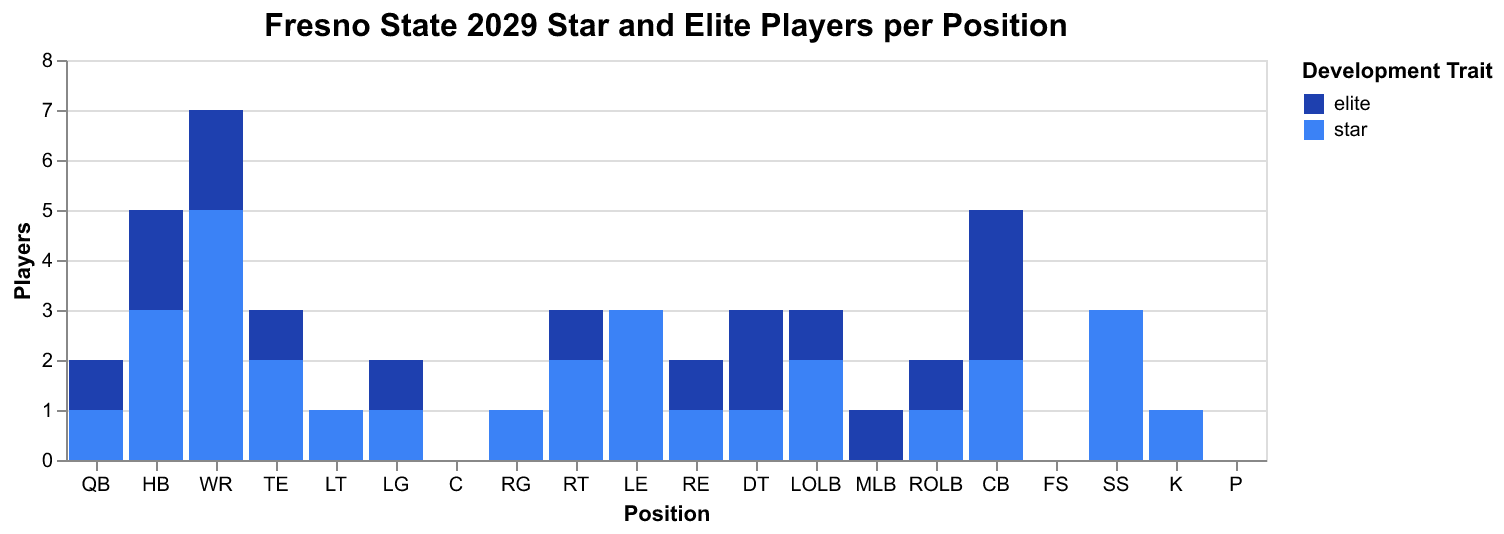 Fresno State 2029 Star and Elite Players per Position
Development Trait
elite
star
Players
8
7
6
5
4
3
2
1
0
QB HB WR TE LT LG C RG RT LE RE DT LOLB MLB ROLB CB FS SS K P
Position